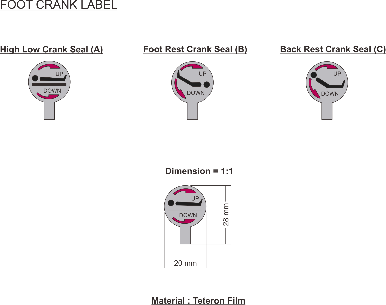 FOOT CRANK LABEL
High Low Crank Seal (A)
Foot Rest Crank Seal (B)
Back Rest Crank Seal (C)
UP
DOWN
UP
DOWN
UP
DOWN
Dimension = 1:1
UP
DOWN
28 mm
20 mm
Material : Teteron Film